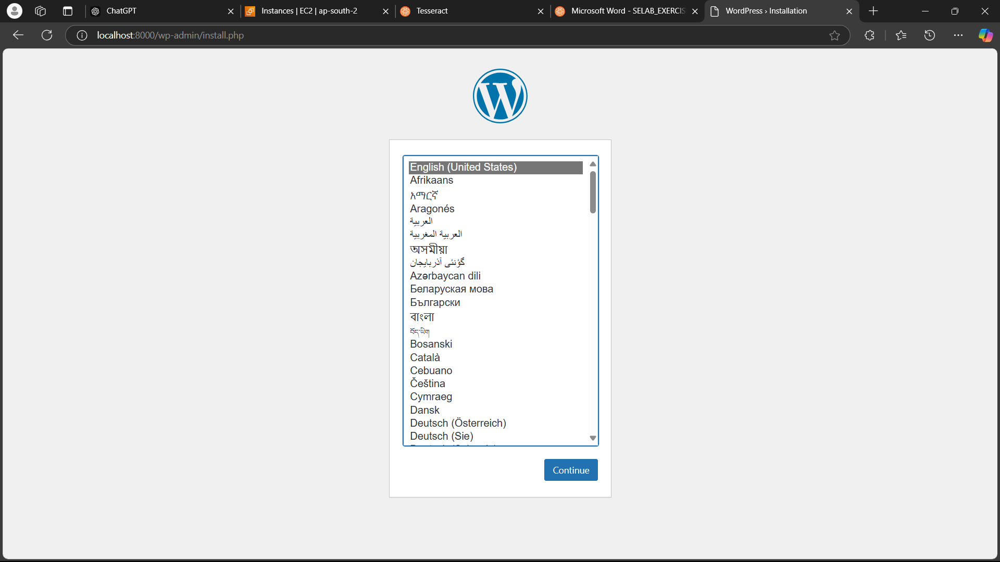 ChatGPT
Instances | EC2 | ap-south-2
Tesseract
Microsoft Word - SELAB_EXERCIS
WordPress › Installation
localhost:8000/wp-admin/install.php
English (United States)
Afrikaans
አማርኛ
Aragonés
العربية
العربية المغربية
অসমীয়া
گؤنئی آذربایجان
Azərbaycan dili
Беларуская мова
Български
বাংলা
བོད་ཡིག
Bosanski
Català
Cebuano
Čeština
Cymraeg
Dansk
Deutsch (Österreich)
Deutsch (Sie)
Continue